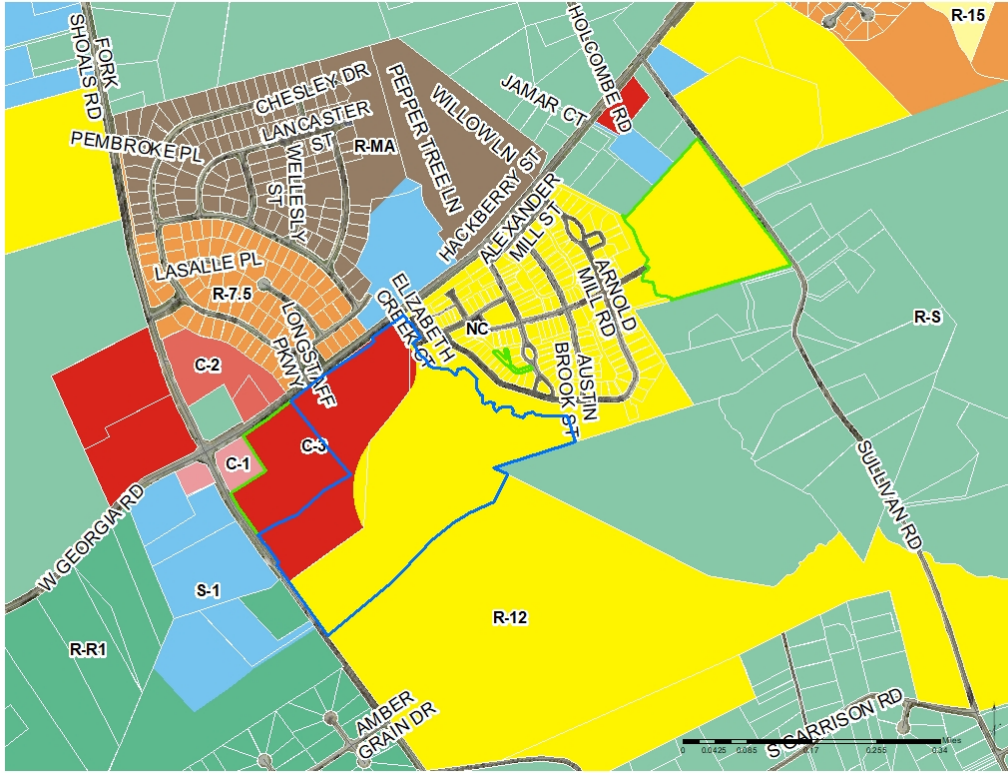 R-15
FORK
SHOALS RD
HOLCOMBE RD
CHESLEY DR
PEPPER TREE LN
WILLOW LN
JAMAR CT
LANCASTER
ST
PEMBROKE PL
WELLESLY
ST
R-MA
HACKBERRY ST
ALEXANDER
MILL ST
ARNOLD
MILL RD
LASALLE PL
R-7.5
LONGSTAFF
PKWY
ELIZABETH
CREEK CT
NC
R-S
C-2
AUSTIN
BROOK ST
C-3
C-1
W GEORGIA RD
SULLIVAN RD
S-1
R-12
R-R1
AMBER
GRAIN DR
S GARRISON RD
Miles
0 0.0425 0.085 0.17 0.255 0.34